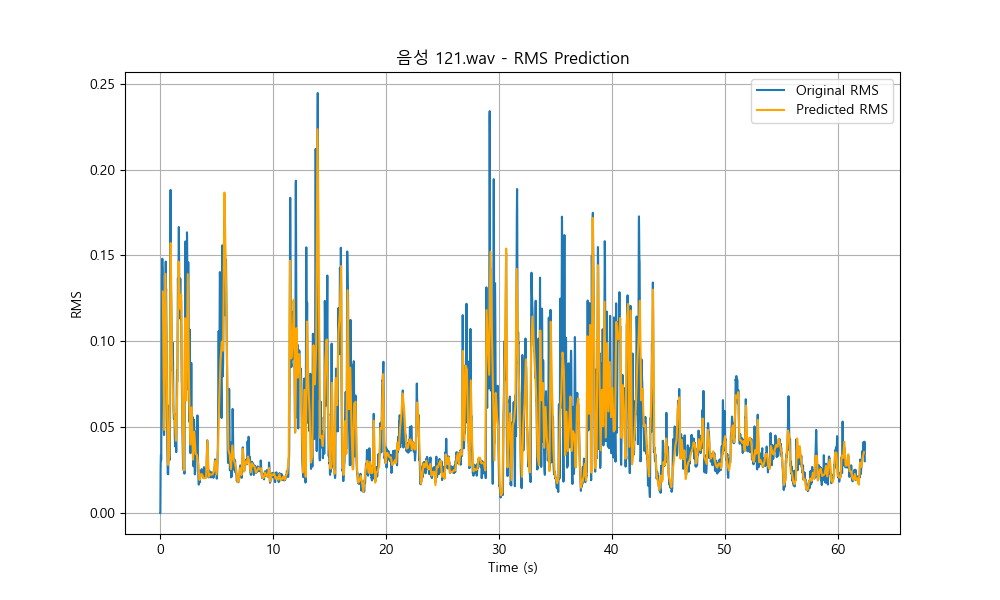 음성 121.wav - RMS Prediction
Original RMS
Predicted RMS
RMS
0.25
0.20
0.15
0.10
0.05
0.00
0 10 20 30 40 50 60
Time (s)